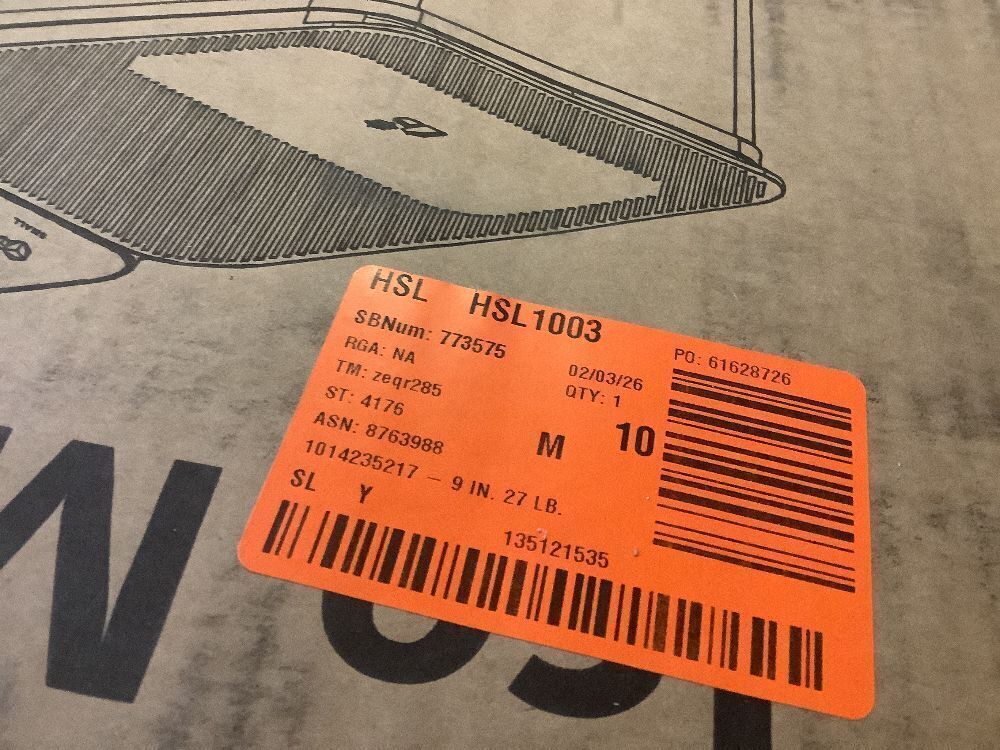 HSL HSL1003
SBNum: 773575
RGA: NA
02/03/26
PO: 61628726
TM: zeqr285
QTY: 1
ST: 4176
ASN: 8763988
M 10
1014235217 – 9 IN. 27 LB.
SL Y
135121535